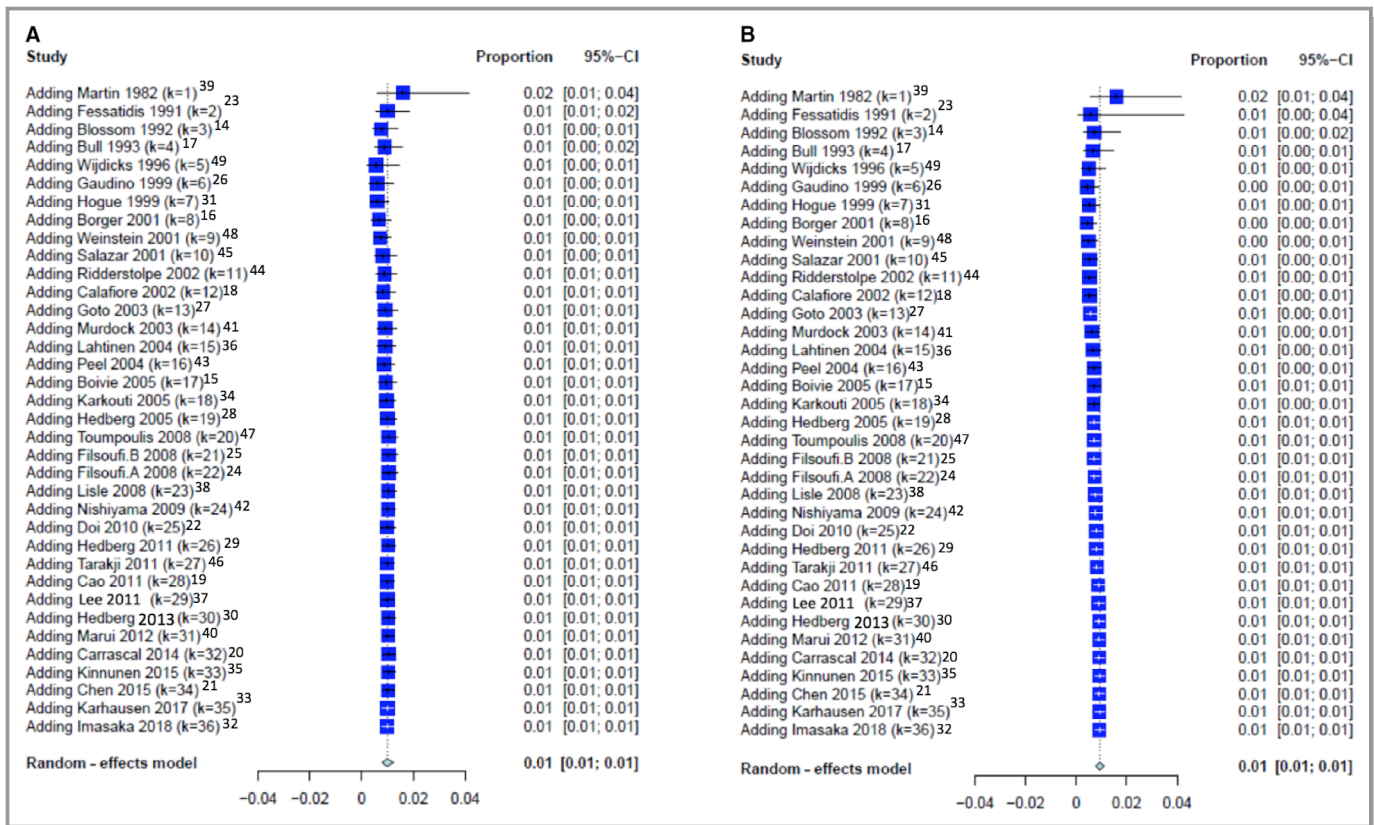 A
Study Proportion 95%−CI
Adding Martin 1982 (k=1) 39 0.02 [0.01; 0.04]
Adding Fessatidis 1991 (k=2) 23 0.01 [0.01; 0.02]
Adding Blossom 1992 (k=3) 14 0.01 [0.00; 0.01]
Adding Bull 1993 (k=4) 17 0.01 [0.00; 0.02]
Adding Wijdicks 1996 (k=5) 49 0.01 [0.00; 0.01]
Adding Gaudino 1999 (k=6) 26 0.01 [0.00; 0.01]
Adding Hogue 1999 (k=7) 31 0.01 [0.00; 0.01]
Adding Borger 2001 (k=8) 16 0.01 [0.00; 0.01]
Adding Weinstein 2001 (k=9) 48 0.01 [0.00; 0.01]
Adding Salazar 2001 (k=10) 45 0.01 [0.00; 0.01]
Adding Ridderstolpe 2002 (k=11) 44 0.01 [0.01; 0.01]
Adding Calafiore 2002 (k=12) 18 0.01 [0.01; 0.01]
Adding Goto 2003 (k=13) 27 0.01 [0.01; 0.01]
Adding Murdock 2003 (k=14) 41 0.01 [0.01; 0.01]
Adding Lahtinen 2004 (k=15) 36 0.01 [0.01; 0.01]
Adding Peel 2004 (k=16) 43 0.01 [0.01; 0.01]
Adding Boivie 2005 (k=17) 15 0.01 [0.01; 0.01]
Adding Karkouti 2005 (k=18) 34 0.01 [0.01; 0.01]
Adding Hedberg 2005 (k=19) 28 0.01 [0.01; 0.01]
Adding Toumpoulis 2008 (k=20) 47 0.01 [0.01; 0.01]
Adding Filsoufi.B 2008 (k=21) 25 0.01 [0.01; 0.01]
Adding Filsoufi.A 2008 (k=22) 24 0.01 [0.01; 0.01]
Adding Lisle 2008 (k=23) 38 0.01 [0.01; 0.01]
Adding Nishiyama 2009 (k=24) 42 0.01 [0.01; 0.01]
Adding Doi 2010 (k=25) 22 0.01 [0.01; 0.01]
Adding Hedberg 2011 (k=26) 29 0.01 [0.01; 0.01]
Adding Tarakji 2011 (k=27) 46 0.01 [0.01; 0.01]
Adding Cao 2011 (k=28) 19 0.01 [0.01; 0.01]
Adding Lee 2011 (k=29) 37 0.01 [0.01; 0.01]
Adding Hedberg 2013 (k=30) 30 0.01 [0.01; 0.01]
Adding Marui 2012 (k=31) 40 0.01 [0.01; 0.01]
Adding Carrascal 2014 (k=32) 20 0.01 [0.01; 0.01]
Adding Kinnunen 2015 (k=33) 35 0.01 [0.01; 0.01]
Adding Chen 2015 (k=34) 21 0.01 [0.01; 0.01]
Adding Karhausen 2017 (k=35) 33 0.01 [0.01; 0.01]
Adding Imasaka 2018 (k=36) 32 0.01 [0.01; 0.01]
Random - effects model 0.01 [0.01; 0.01]
−0.04 0 0.02 0.04
B
Study Proportion 95%−CI
Adding Martin 1982 (k=1) 39 0.02 [0.01; 0.04]
Adding Fessatidis 1991 (k=2) 23 0.01 [0.00; 0.04]
Adding Blossom 1992 (k=3) 14 0.01 [0.00; 0.02]
Adding Bull 1993 (k=4) 17 0.01 [0.00; 0.01]
Adding Wijdicks 1996 (k=5) 49 0.01 [0.00; 0.01]
Adding Gaudino 1999 (k=6) 26 0.00 [0.00; 0.01]
Adding Hogue 1999 (k=7) 31 0.01 [0.00; 0.01]
Adding Borger 2001 (k=8) 16 0.00 [0.00; 0.01]
Adding Weinstein 2001 (k=9) 48 0.00 [0.00; 0.01]
Adding Salazar 2001 (k=10) 45 0.01 [0.00; 0.01]
Adding Ridderstolpe 2002 (k=11) 44 0.01 [0.00; 0.01]
Adding Calafiore 2002 (k=12) 18 0.01 [0.00; 0.01]
Adding Goto 2003 (k=13) 27 0.01 [0.00; 0.01]
Adding Murdock 2003 (k=14) 41 0.01 [0.00; 0.01]
Adding Lahtinen 2004 (k=15) 36 0.01 [0.00; 0.01]
Adding Peel 2004 (k=16) 43 0.01 [0.00; 0.01]
Adding Boivie 2005 (k=17) 15 0.01 [0.01; 0.01]
Adding Karkouti 2005 (k=18) 34 0.01 [0.00; 0.01]
Adding Hedberg 2005 (k=19) 28 0.01 [0.01; 0.01]
Adding Toumpoulis 2008 (k=20) 47 0.01 [0.01; 0.01]
Adding Filsoufi.B 2008 (k=21) 25 0.01 [0.01; 0.01]
Adding Filsoufi.A 2008 (k=22) 24 0.01 [0.01; 0.01]
Adding Lisle 2008 (k=23) 38 0.01 [0.01; 0.01]
Adding Nishiyama 2009 (k=24) 42 0.01 [0.01; 0.01]
Adding Doi 2010 (k=25) 22 0.01 [0.01; 0.01]
Adding Hedberg 2011 (k=26) 29 0.01 [0.01; 0.01]
Adding Tarakji 2011 (k=27) 46 0.01 [0.01; 0.01]
Adding Cao 2011 (k=28) 19 0.01 [0.01; 0.01]
Adding Lee 2011 (k=29) 37 0.01 [0.01; 0.01]
Adding Hedberg 2013 (k=30) 30 0.01 [0.01; 0.01]
Adding Marui 2012 (k=31) 40 0.01 [0.01; 0.01]
Adding Carrascal 2014 (k=32) 20 0.01 [0.01; 0.01]
Adding Kinnunen 2015 (k=33) 35 0.01 [0.01; 0.01]
Adding Chen 2015 (k=34) 21 0.01 [0.01; 0.01]
Adding Karhausen 2017 (k=35) 33 0.01 [0.01; 0.01]
Adding Imasaka 2018 (k=36) 32 0.01 [0.01; 0.01]
Random - effects model 0.01 [0.01; 0.01]
−0.04 −0.02 0 0.02 0.04